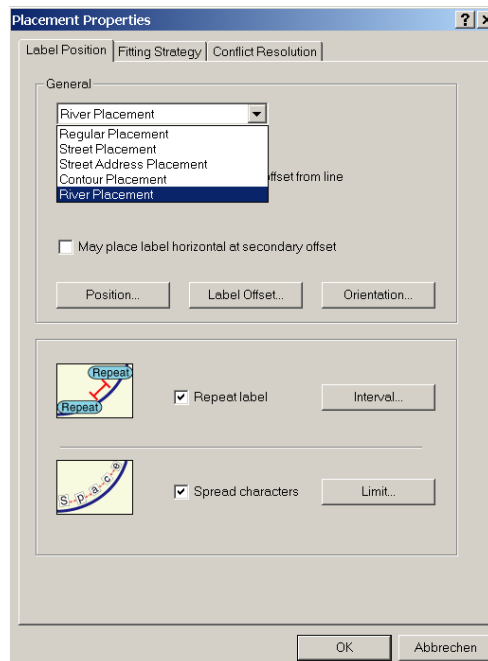 Placement Properties
Label Position Fitting Strategy Conflict Resolution
General
River Placement
Regular Placement
Street Placement
Street Address Placement
Contour Placement
offset from line
River Placement
May place label horizontal at secondary offset
Position... Label Offset... Orientation...
Repeat
Repeat
Repeat label Interval...
Space
Spread characters Limit...
OK Abbrechen